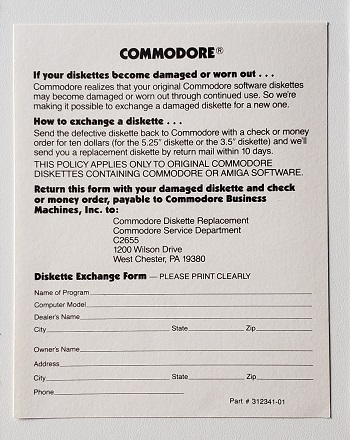 COMMODORE®
If your diskettes become damaged or worn out . . .
Commodore realizes that your original Commodore software diskettes
may become damaged or worn out through continued use. So we're
making it possible to exchange a damaged diskette for a new one.
How to exchange a diskette . . .
Send the defective diskette back to Commodore with a check or money
order for ten dollars (for the 5.25" diskette or the 3.5" diskette) and we'll
send you a replacement diskette by return mail within 10 days.
THIS POLICY APPLIES ONLY TO ORIGINAL COMMODORE
DISKETTES CONTAINING COMMODORE OR AMIGA SOFTWARE.
Return this form with your damaged diskette and check
or money order, payable to Commodore Business
Machines, Inc. to:
Commodore Diskette Replacement
Commodore Service Department
C2655
1200 Wilson Drive
West Chester, PA 19380
Diskette Exchange Form — PLEASE PRINT CLEARLY
Name of Program
Computer Model
Dealer's Name
City State Zip
Owner's Name
Address
City State Zip
Phone
Part # 312341-01